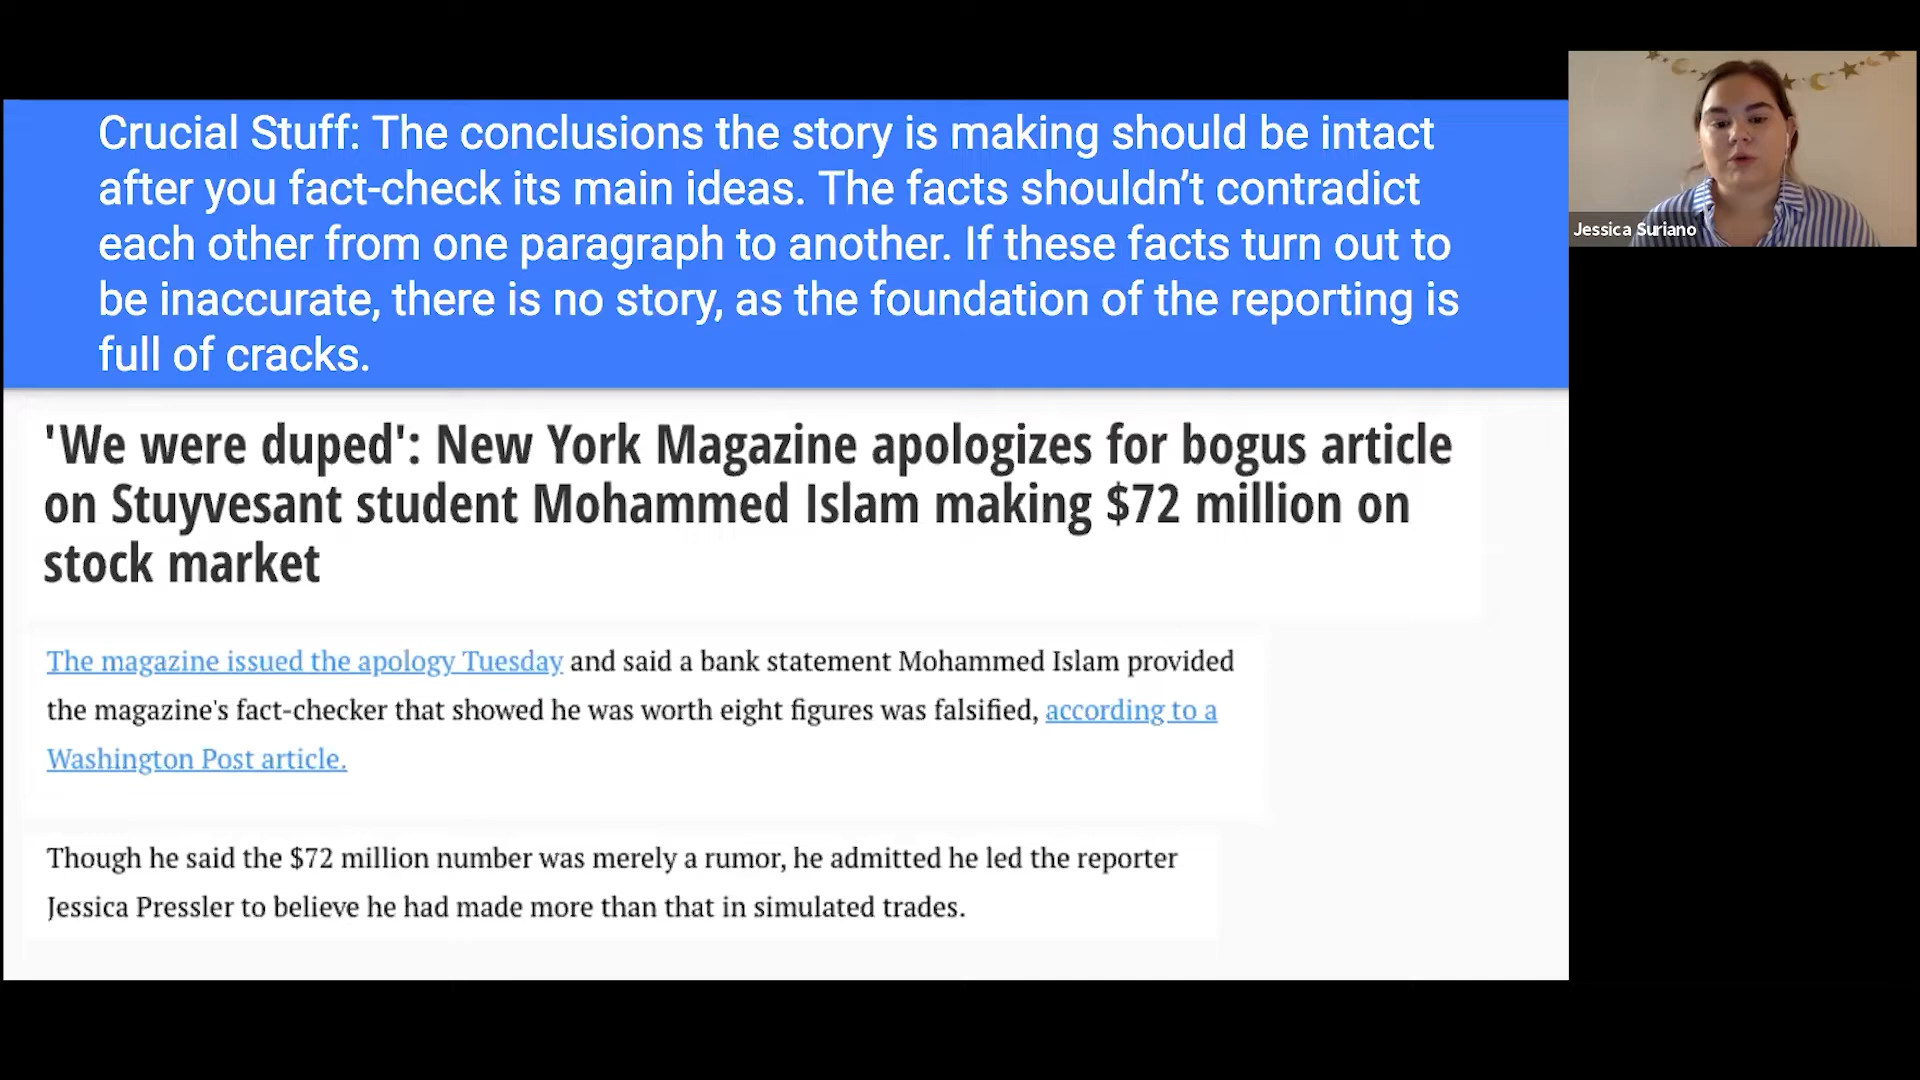 Crucial Stuff: The conclusions the story is making should be intact
after you fact-check its main ideas. The facts shouldn’t contradict
each other from one paragraph to another. If these facts turn out to
be inaccurate, there is no story, as the foundation of the reporting is
full of cracks.
Jessica Suriano
'We were duped': New York Magazine apologizes for bogus article
on Stuyvesant student Mohammed Islam making $72 million on
stock market
The magazine issued the apology Tuesday and said a bank statement Mohammed Islam provided
the magazine's fact-checker that showed he was worth eight figures was falsified, according to a
Washington Post article.
Though he said the $72 million number was merely a rumor, he admitted he led the reporter
Jessica Pressler to believe he had made more than that in simulated trades.